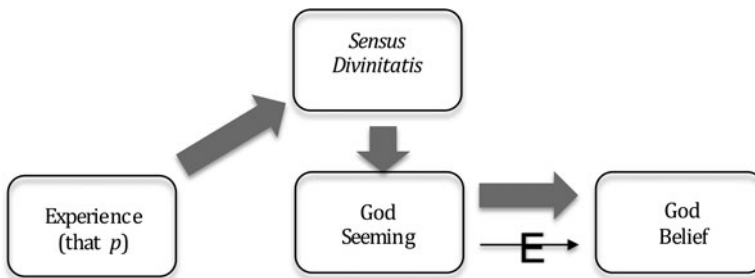 Sensus
Divinitatis
Experience
(that p)
God
Seeming
E
God
Belief